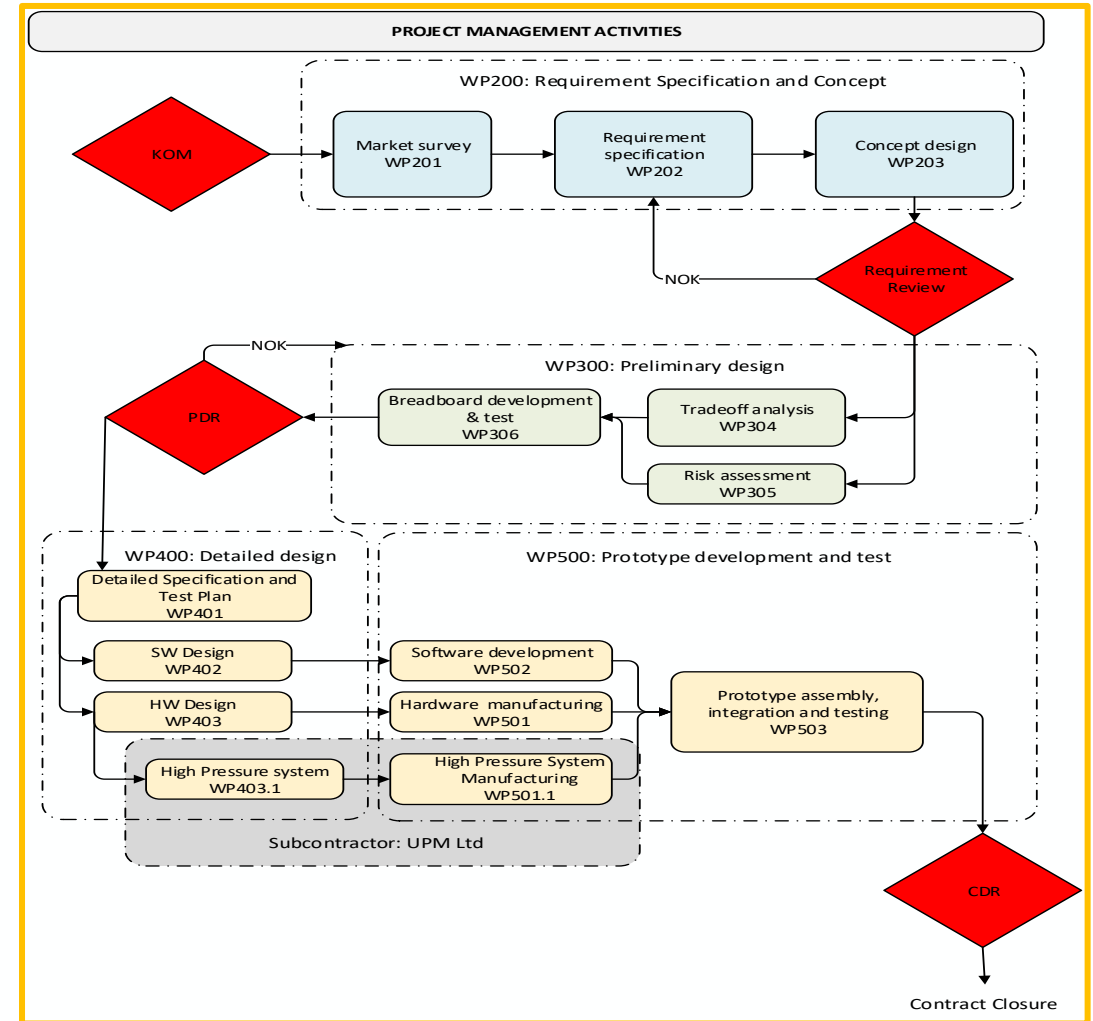 PROJECT MANAGEMENT ACTIVITIES
WP200: Requirement Specification and Concept
KOM
Market survey
WP201
Requirement
specification
WP202
Concept design
WP203
Requirement
Review
NOK
NOK
WP300: Preliminary design
PDR
Breadboard development
& test
WP306
Tradeoff analysis
WP304
Risk assessment
WP305
WP400: Detailed design
WP500: Prototype development and test
Detailed Specification and
Test Plan
WP401
SW Design
WP402
Software development
WP502
HW Design
WP403
Hardware manufacturing
WP501
Prototype assembly,
integration and testing
WP503
High Pressure system
WP403.1
High Pressure System
Manufacturing
WP501.1
Subcontractor: UPM Ltd
CDR
Contract Closure